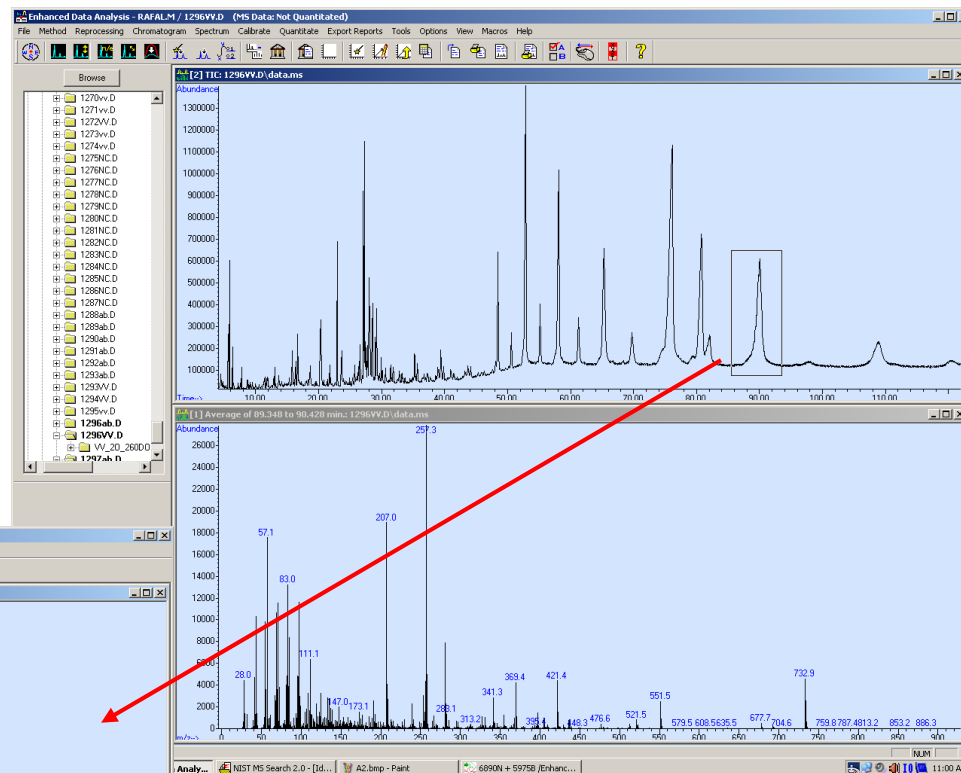 Enhanced Data Analysis - RAFAL.M / 1296VV.D (MS Data: Not Quantitated)
File Method Reprocessing Chromatogram Spectrum Calibrate Quantitate Export Reports Tools Options View Macros Help
Browse
1270vv.D
1271vv.D
1272VV.D
1273vv.D
1274vv.D
1275NC.D
1276NC.D
1277NC.D
1278NC.D
1279NC.D
1280NC.D
1281NC.D
1282NC.D
1283NC.D
1284NC.D
1285NC.D
1286NC.D
1287NC.D
1288ab.D
1289ab.D
1290ab.D
1291ab.D
1292ab.D
1293ab.D
1293VV.D
1294VV.D
1295vv.D
1296ab.D
1296VV.D
VV_20_260DO
1297ab.D
[2] TIC: 1296VV.D\data.ms
Abundance
1300000
1200000
1100000
1000000
900000
800000
700000
600000
500000
400000
300000
200000
100000
Time-->
10.00 20.00 30.00 40.00 50.00 60.00 70.00 80.00 90.00 100.00 110.00
[1] Average of 89.348 to 90.428 min.: 1296VV.D\data.ms
Abundance
26000
24000
22000
20000
18000
16000
14000
12000
10000
8000
6000
4000
2000
0
m/z-->
28.0 57.1 83.0 111.1 147.0 173.1 207.0 257.3 283.1 313.2 341.3 369.4 395.4 421.4 448.3 476.6 521.5 551.5 579.5 608.5 635.5 677.7 704.6 732.9 759.8 787.4 813.2 853.2 886.3
0 50 100 150 200 250 300 350 400 450 500 550 600 650 700 750 800 850 900
NUM
Analy... NIST MS Search 2.0 - [Id... A2.bmp - Paint 6890N + 5975B /Enhanc... 11:00 A